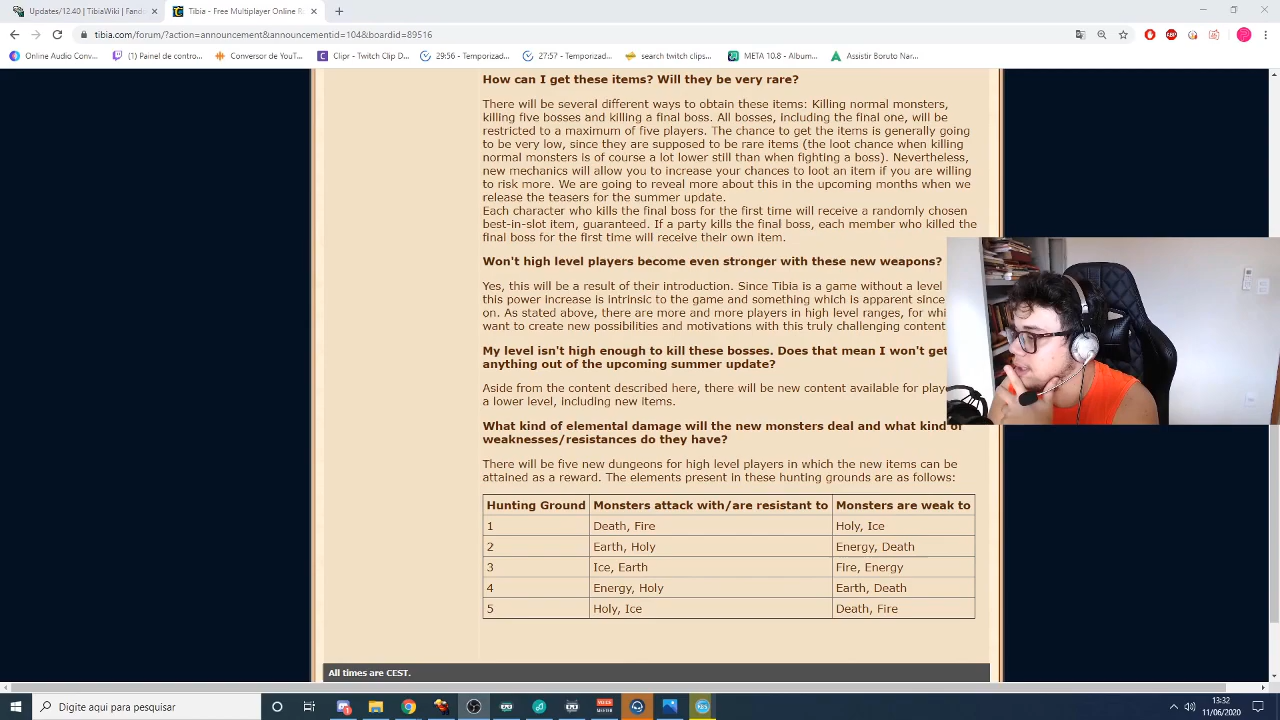 Updates/12.40 | TibiaWiki | Fand
Tibia - Free Multiplayer Online R
tibia.com/forum/?action=announcement&announcementid=104&boardid=89516
Online Audio Conv...
(1) Painel de contro...
Conversor de YouT...
Clipr - Twitch Clip D...
29:56 - Temporizad...
27:57 - Temporizad...
search twitch clips...
META 10.8 - Album...
Assistir Boruto Nar...
How can I get these items? Will they be very rare?
There will be several different ways to obtain these items: Killing normal monsters,
killing five bosses and killing a final boss. All bosses, including the final one, will be
restricted to a maximum of five players. The chance to get the items is generally going
to be very low, since they are supposed to be rare items (the loot chance when killing
normal monsters is of course a lot lower still than when fighting a boss). Nevertheless,
new mechanics will allow you to increase your chances to loot an item if you are willing
to risk more. We are going to reveal more about this in the upcoming months when we
release the teasers for the summer update.
Each character who kills the final boss for the first time will receive a randomly chosen
best-in-slot item, guaranteed. If a party kills the final boss, each member who killed the
final boss for the first time will receive their own item.
Won't high level players become even stronger with these new weapons?
Yes, this will be a result of their introduction. Since Tibia is a game without a level
this power increase is intrinsic to the game and something which is apparent since
on. As stated above, there are more and more players in high level ranges, for whi
want to create new possibilities and motivations with this truly challenging content
My level isn't high enough to kill these bosses. Does that mean I won't get
anything out of the upcoming summer update?
Aside from the content described here, there will be new content available for play
a lower level, including new items.
What kind of elemental damage will the new monsters deal and what kind of
weaknesses/resistances do they have?
There will be five new dungeons for high level players in which the new items can be
attained as a reward. The elements present in these hunting grounds are as follows:
Hunting Ground Monsters attack with/are resistant to Monsters are weak to
1 Death, Fire Holy, Ice
2 Earth, Holy Energy, Death
3 Ice, Earth Fire, Energy
4 Energy, Holy Earth, Death
5 Holy, Ice Death, Fire
All times are CEST.
Digite aqui para pesquisar
13:32
11/06/2020